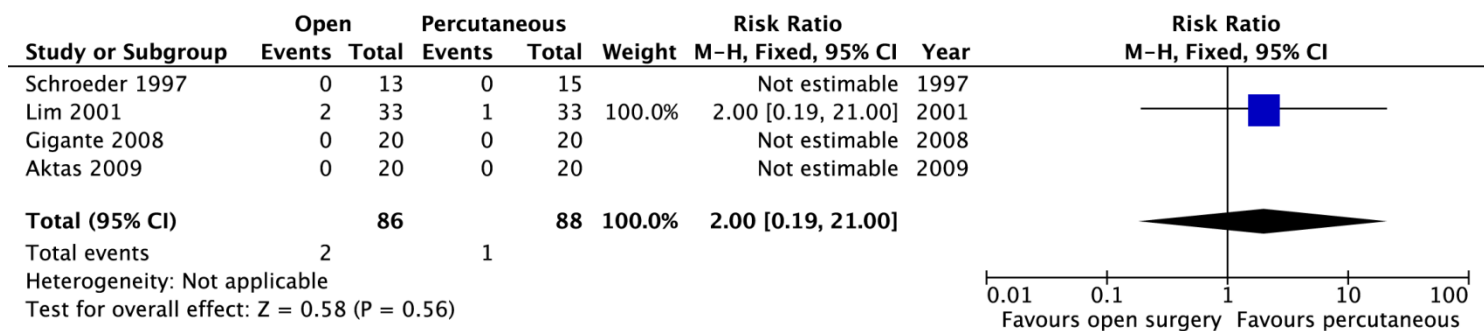 Open Percutaneous Risk Ratio Risk Ratio
Study or Subgroup Events Total Events Total Weight M-H, Fixed, 95% CI Year M-H, Fixed, 95% CI
Schroeder 1997 0 13 0 15 Not estimable 1997
Lim 2001 2 33 1 33 100.0% 2.00 [0.19, 21.00] 2001
Gigante 2008 0 20 0 20 Not estimable 2008
Aktas 2009 0 20 0 20 Not estimable 2009
Total (95% CI) 86 88 100.0% 2.00 [0.19, 21.00]
Total events 2 1
Heterogeneity: Not applicable
Test for overall effect: Z = 0.58 (P = 0.56)
0.01 0.1 1 10 100
Favours open surgery Favours percutaneous